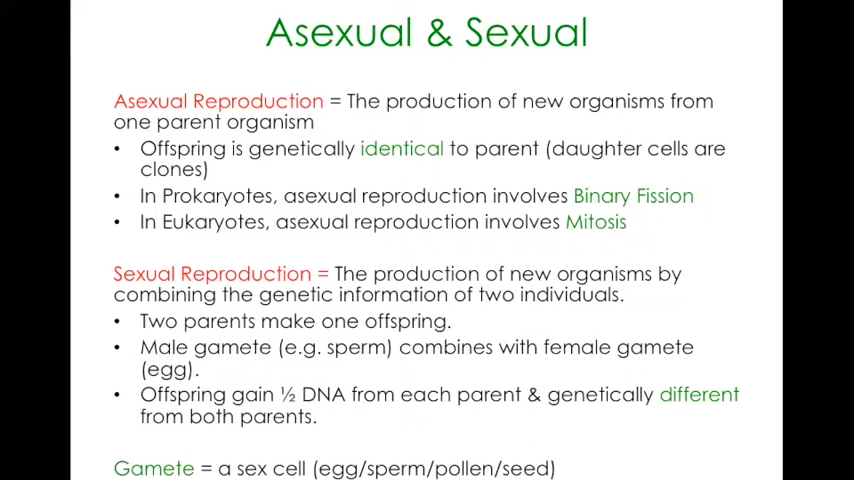 Asexual & Sexual
Asexual Reproduction = The production of new organisms from
one parent organism
• Offspring is genetically identical to parent (daughter cells are
clones)
• In Prokaryotes, asexual reproduction involves Binary Fission
• In Eukaryotes, asexual reproduction involves Mitosis
Sexual Reproduction = The production of new organisms by
combining the genetic information of two individuals.
• Two parents make one offspring.
• Male gamete (e.g. sperm) combines with female gamete
(egg).
• Offspring gain ½ DNA from each parent & genetically different
from both parents.
Gamete = a sex cell (egg/sperm/pollen/seed)